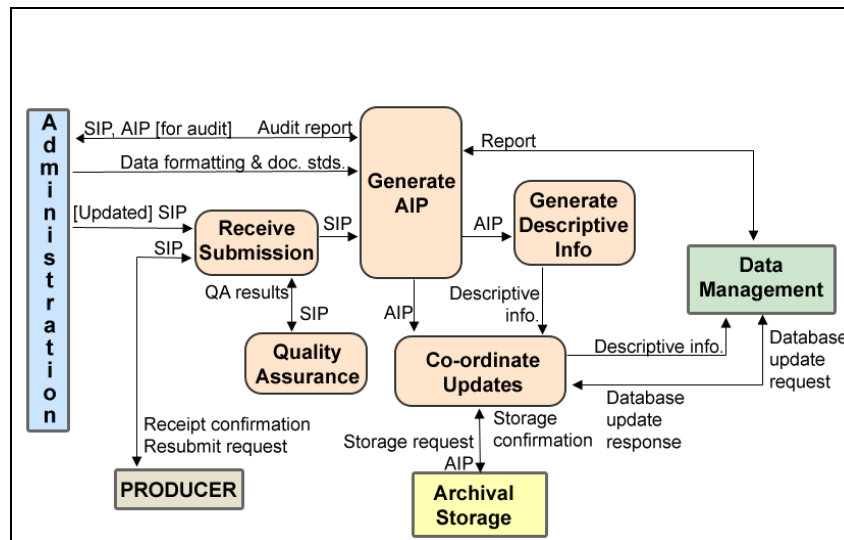 Administration
SIP, AIP [for audit]
Audit report
Data formatting & doc. stds.
[Updated] SIP
SIP
Receive
Submission
SIP
Generate
AIP
Report
AIP
Generate
Descriptive
Info
Data
Management
QA results
SIP
Quality
Assurance
AIP
Descriptive
info.
Co-ordinate
Updates
Descriptive info.
Database
update
request
Database
update
response
Storage
confirmation
Storage request
AIP
Archival
Storage
Receipt confirmation
Resubmit request
PRODUCER